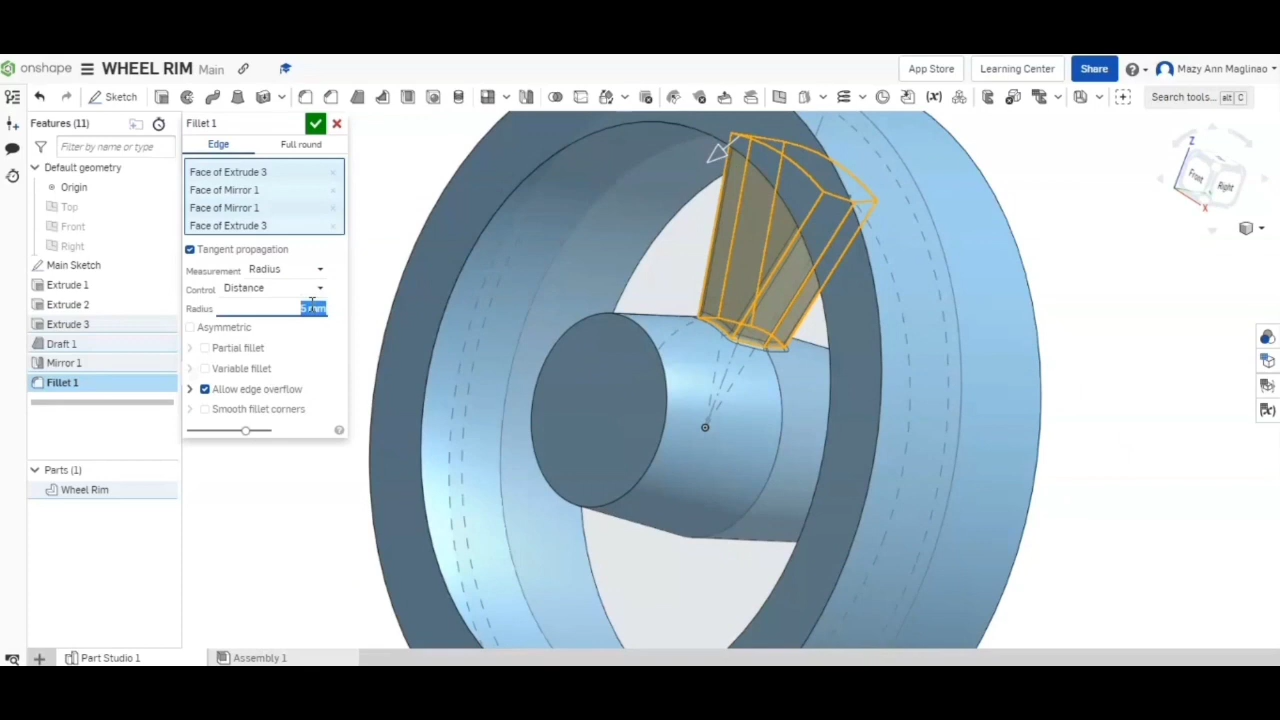 onshape WHEEL RIM Main App Store Learning Center Share Mazy Ann Maglinao
Sketch Search tools... alt C
Features (11)
Filter by name or type
Default geometry
Origin
Top
Front
Right
Main Sketch
Extrude 1
Extrude 2
Extrude 3
Draft 1
Mirror 1
Fillet 1
Parts (1)
Wheel Rim
Fillet 1
Edge Full round
Face of Extrude 3
Face of Mirror 1
Face of Mirror 1
Face of Extrude 3
Tangent propagation
Measurement Radius
Control Distance
Radius
Asymmetric
Partial fillet
Variable fillet
Allow edge overflow
Smooth fillet corners
Z
Front Right
X
Part Studio 1 Assembly 1